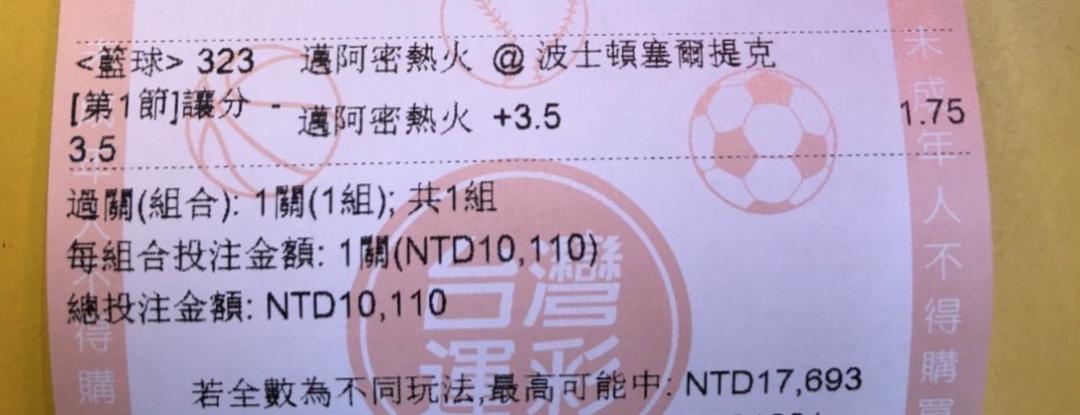 <籃球> 323 邁阿密熱火 @ 波士頓塞爾提克
[第1節]讓分 -
3.5
邁阿密熱火 +3.5
1.75
過關(組合): 1關(1組); 共1組
每組合投注金額: 1關(NTD10,110)
總投注金額: NTD10,110
台灣
運彩
若全數為不同玩法,最高可能中: NTD17,693
未成年人不得購買
人不得購